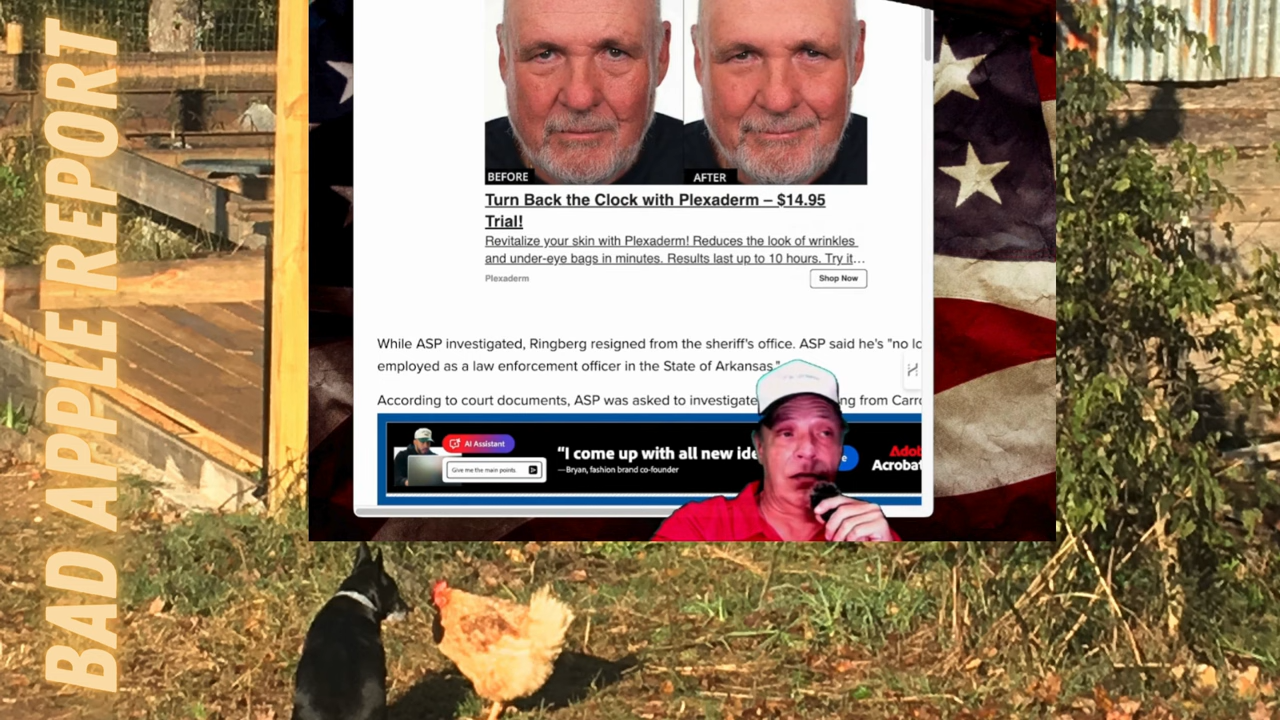 BAD APPLE REPORT
BEFORE
AFTER
Turn Back the Clock with Plexaderm – $14.95
Trial!
Revitalize your skin with Plexaderm! Reduces the look of wrinkles
and under-eye bags in minutes. Results last up to 10 hours. Try it...
Plexaderm
Shop Now
While ASP investigated, Ringberg resigned from the sheriff's office. ASP said he's "no lo
employed as a law enforcement officer in the State of Arkansas."
According to court documents, ASP was asked to investigate ng from Carro
AI Assistant
Give me the main points
"I come up with all new ide
—Bryan, fashion brand co-founder
Adob
Acrobat